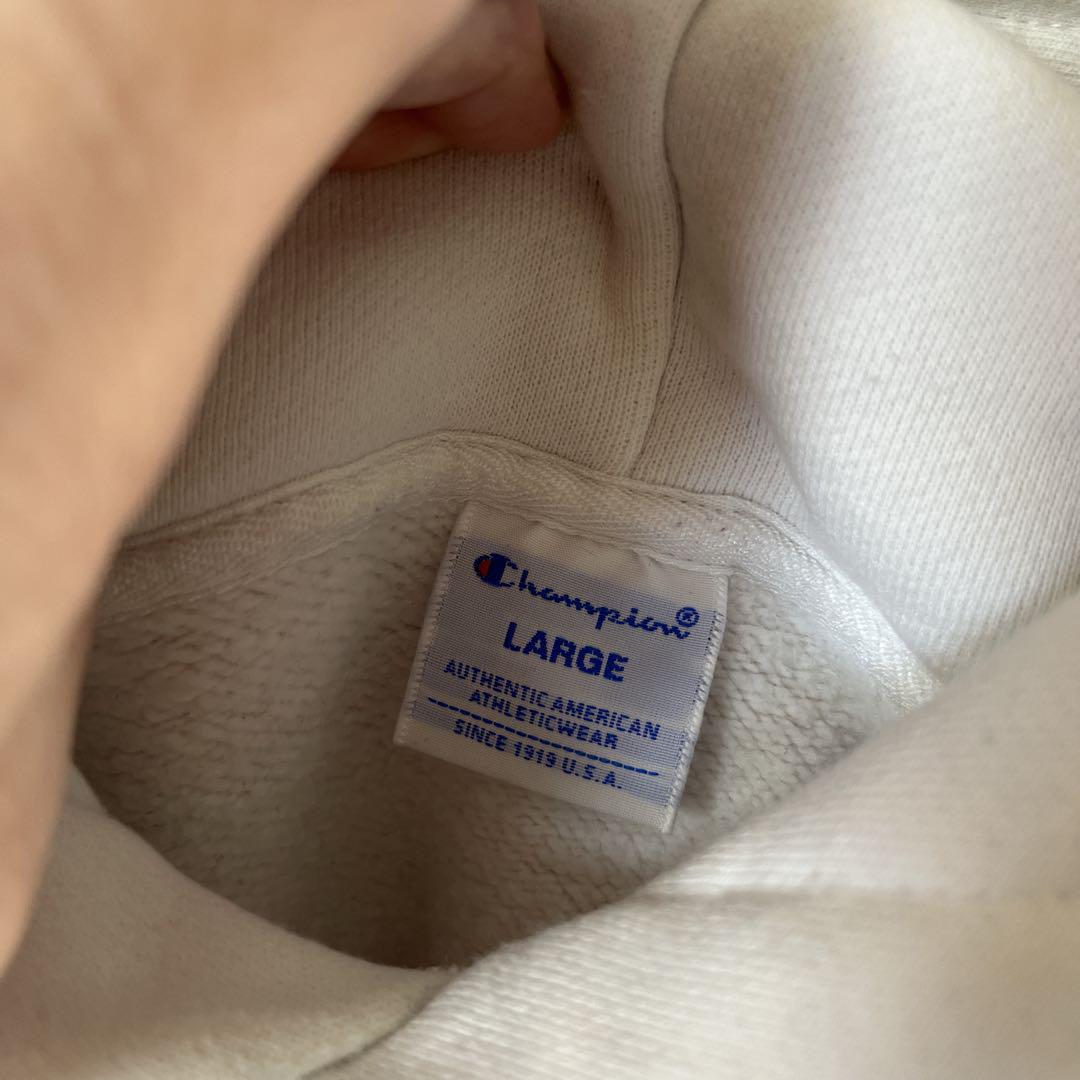 Champion®
LARGE
AUTHENTIC AMERICAN
ATHLETICWEAR
SINCE 1919 U.S.A.